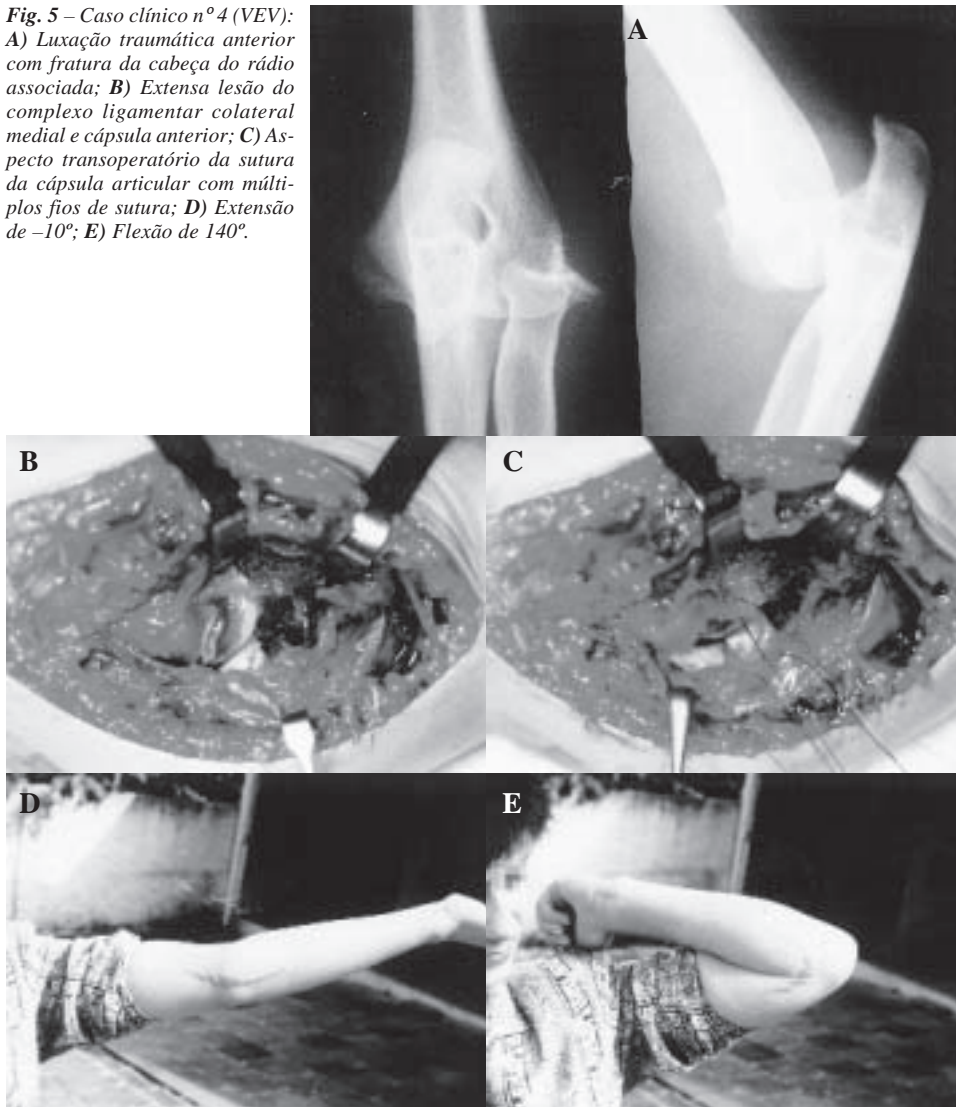 Fig. 5 – Caso clínico nº 4 (VEV):
A) Luxação traumática anterior
com fratura da cabeça do rádio
associada; B) Extensa lesão do
complexo ligamentar colateral
medial e cápsula anterior; C) As-
pecto transoperatório da sutura
da cápsula articular com múlti-
plos fios de sutura; D) Extensão
de –10º; E) Flexão de 140º.
A
B
C
D
E